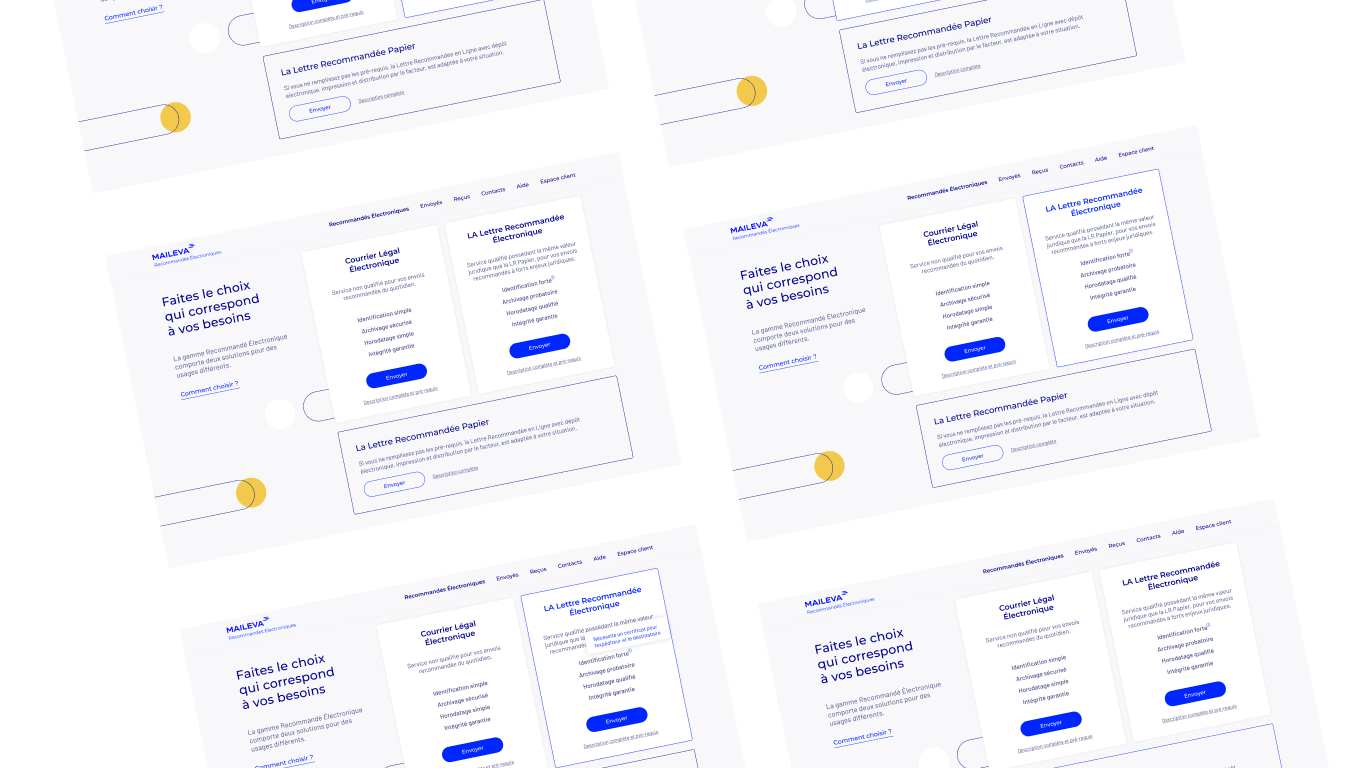 Comment choisir ?
Envoyer
Description complète et pré-requis
La Lettre Recommandée Papier
Si vous ne remplissez pas les pré-requis, la Lettre Recommandée en Ligne avec dépôt
électronique, impression et distribution par le facteur, est adaptée à votre situation.
Envoyer
Description complète
La Lettre Recommandée Papier
Si vous ne remplissez pas les pré-requis, la Lettre Recommandée en Ligne avec dépôt
électronique, impression et distribution par le facteur, est adaptée à votre situation.
Envoyer
Description complète
Recommandés Électroniques Envoyés Reçus Contacts Aide Espace client
MAILEVA
Recommandés Électroniques
Faites le choix
qui correspond
à vos besoins
La gamme Recommandé Électronique
comporte deux solutions pour des
usages différents.
Comment choisir ?
Courrier Légal
Électronique
Service non qualifié pour vos envois
recommandés du quotidien.
Identification simple
Archivage sécurisé
Horodatage simple
Intégrité garantie
Envoyer
Description complète et pré-requis
LA Lettre Recommandée
Électronique
Service qualifié possédant la même valeur
juridique que la LR Papier, pour vos envois
recommandés à forts enjeux juridiques.
Identification forte
Archivage probatoire
Horodatage qualifié
Intégrité garantie
Envoyer
Description complète et pré-requis
La Lettre Recommandée Papier
Si vous ne remplissez pas les pré-requis, la Lettre Recommandée en Ligne avec dépôt
électronique, impression et distribution par le facteur, est adaptée à votre situation.
Envoyer
Description complète
Recommandés Électroniques Envoyés Reçus Contacts Aide Espace client
MAILEVA
Recommandés Électroniques
Faites le choix
qui correspond
à vos besoins
La gamme Recommandé Électronique
comporte deux solutions pour des
usages différents.
Comment choisir ?
Courrier Légal
Électronique
Service non qualifié pour vos envois
recommandés du quotidien.
Identification simple
Archivage sécurisé
Horodatage simple
Intégrité garantie
Envoyer
Description complète et pré-requis
LA Lettre Recommandée
Électronique
Service qualifié possédant la même valeur
juridique que la LR Papier, pour vos envois
recommandés à forts enjeux juridiques.
Identification forte
Archivage probatoire
Horodatage qualifié
Intégrité garantie
Envoyer
Description complète et pré-requis
La Lettre Recommandée Papier
Si vous ne remplissez pas les pré-requis, la Lettre Recommandée en Ligne avec dépôt
électronique, impression et distribution par le facteur, est adaptée à votre situation.
Envoyer
Description complète
Recommandés Électroniques Envoyés Reçus Contacts Aide Espace client
MAILEVA
Recommandés Électroniques
Faites le choix
qui correspond
à vos besoins
La gamme Recommandé Électronique
comporte deux solutions pour des
usages différents.
Comment choisir ?
Courrier Légal
Électronique
Service non qualifié pour vos envois
recommandés du quotidien.
Identification simple
Archivage sécurisé
Horodatage simple
Intégrité garantie
Envoyer
et pré-requis
LA Lettre Recommandée
Électronique
Service qualifié possédant la même valeur
juridique que la
recommandés
Nécessite un certificat pour
l'expéditeur et le destinataire
Identification forte
Archivage probatoire
Horodatage qualifié
Intégrité garantie
Envoyer
Description complète et pré-requis
Recommandés Électroniques Envoyés Reçus Contacts Aide Espace client
MAILEVA
Recommandés Électroniques
Faites le choix
qui correspond
à vos besoins
La gamme Recommandé Électronique
comporte deux solutions pour des
usages différents.
Comment choisir ?
Courrier Légal
Électronique
Service non qualifié pour vos envois
recommandés du quotidien.
Identification simple
Archivage sécurisé
Horodatage simple
Intégrité garantie
Envoyer
Description complète et pré-requis
LA Lettre Recommandée
Électronique
Service qualifié possédant la même valeur
juridique que la LR Papier, pour vos envois
recommandés à forts enjeux juridiques.
Identification forte
Archivage probatoire
Horodatage qualifié
Intégrité garantie
Envoyer
Description complète et pré-requis